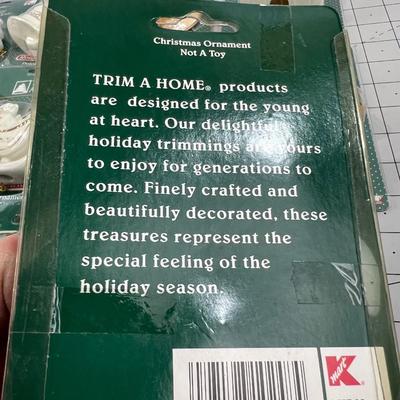 Christmas Ornament
Not A Toy
TRIM A HOME® products
are designed for the young
at heart. Our delightful
holiday trimmings are yours
to enjoy for generations to
come. Finely crafted and
beautifully decorated, these
treasures represent the
special feeling of the
holiday season.
K
mart